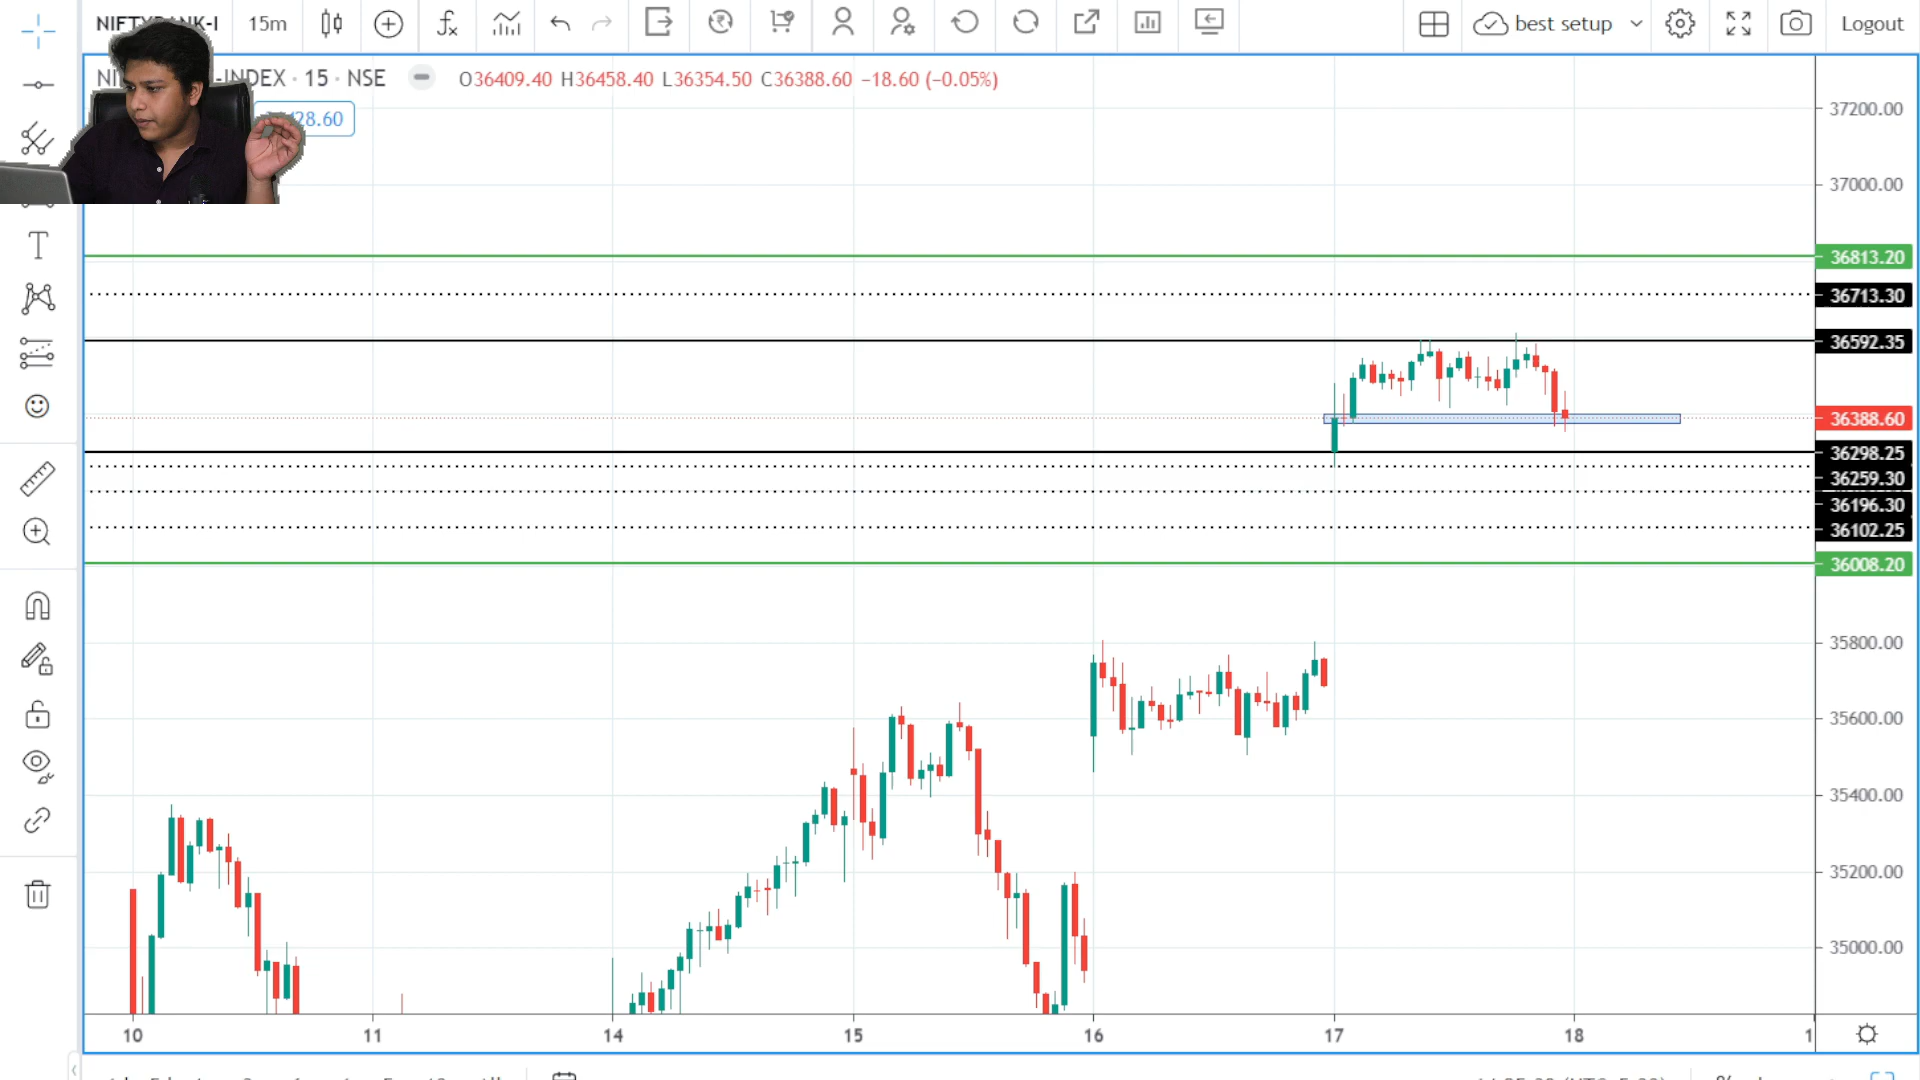 15m
best setup
Logout
-INDEX · 15 · NSE
O36409.40 H36458.40 L36354.50 C36388.60 −18.60 (−0.05%)
28.60
37200.00
37000.00
36813.20
36713.30
36592.35
36388.60
36298.25
36259.30
36196.30
36102.25
36008.20
35800.00
35600.00
35400.00
35200.00
35000.00
10 11 14 15 16 17 18